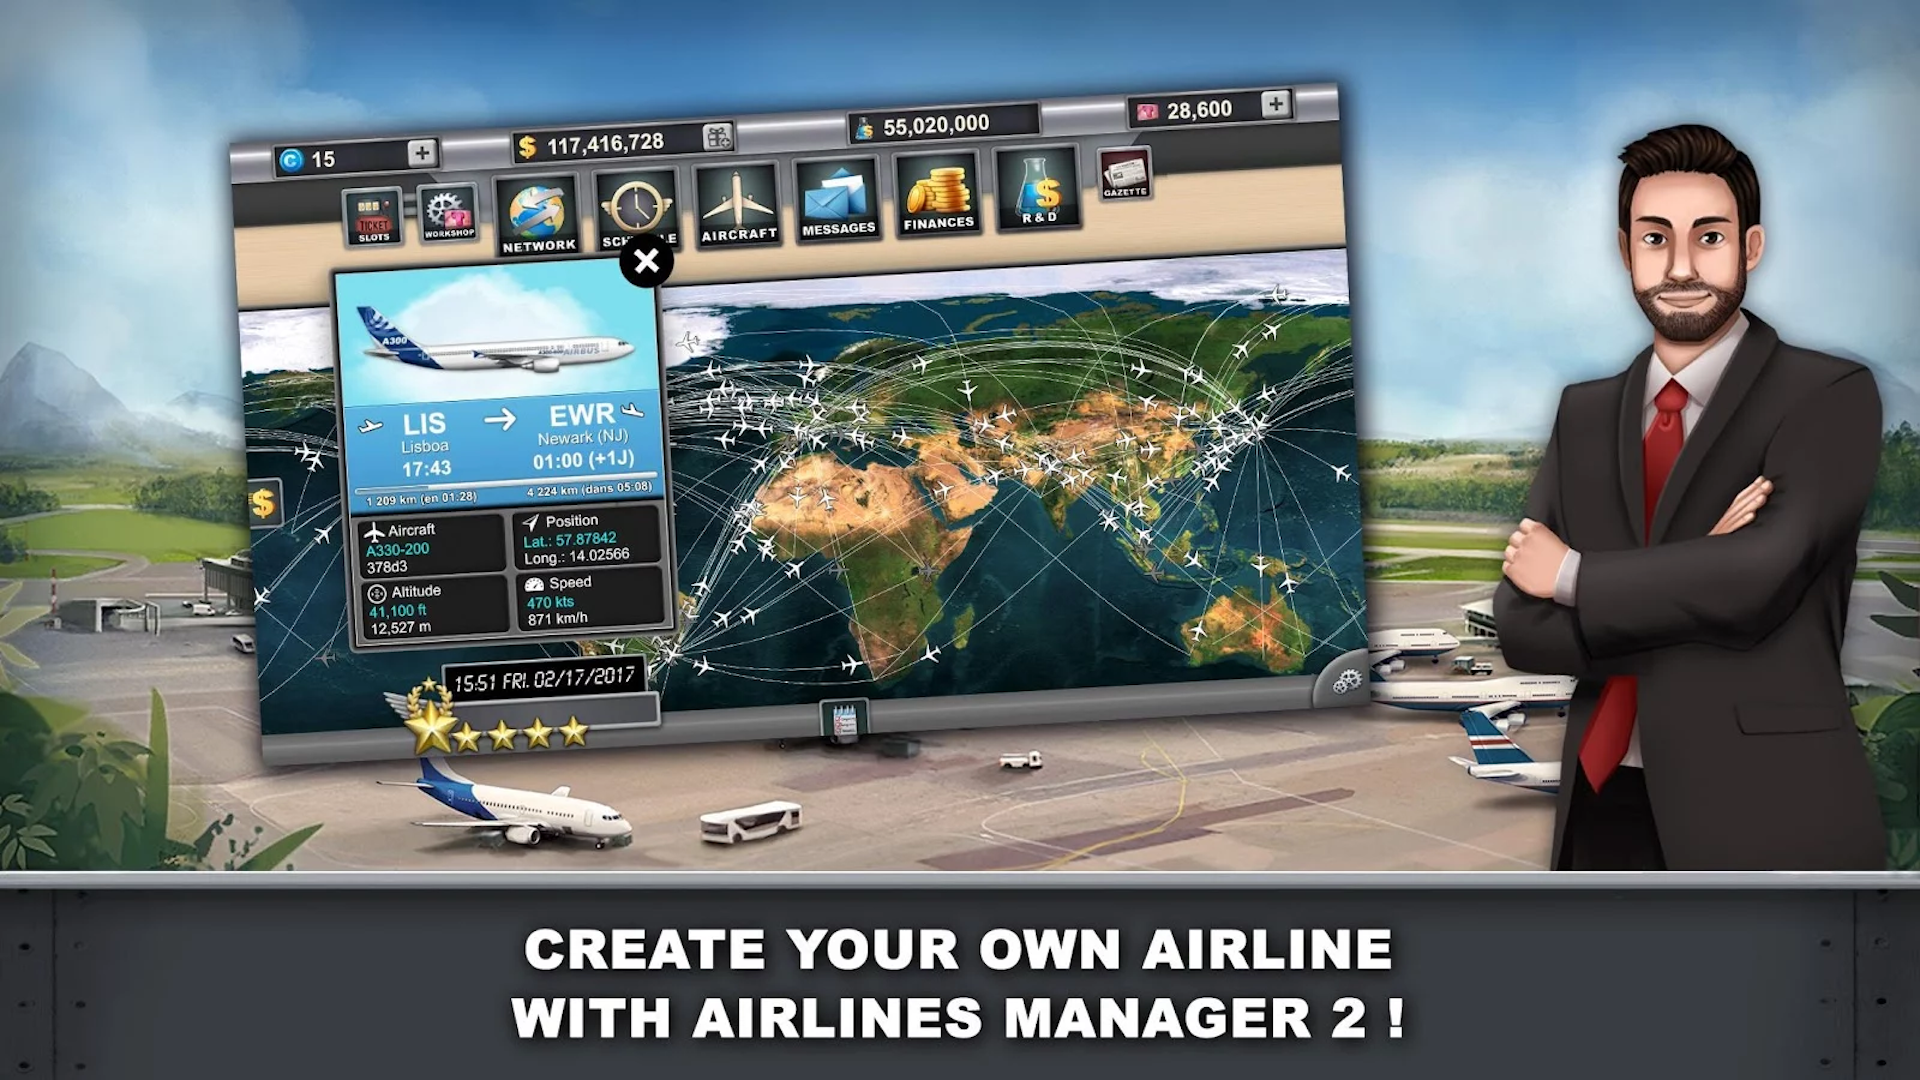 15
117,416,728
55,020,000
28,600
TICKET
SLOTS
WORKSHOP
NETWORK
AIRCRAFT
MESSAGES
FINANCES
R & D
GAZETTE
A300
AIRBUS
LIS
EWR
Lisboa
Newark (NJ)
17:43
01:00 (+1J)
1 209 km (en 01:28)
4 224 km (dans 05:08)
Aircraft
A330-200
378d3
Position
Lat.: 57.87842
Long.: 14.02566
Altitude
41,100 ft
12,527 m
Speed
470 kts
871 km/h
15:51 FRI. 02/17/2017
CREATE YOUR OWN AIRLINE
WITH AIRLINES MANAGER 2 !